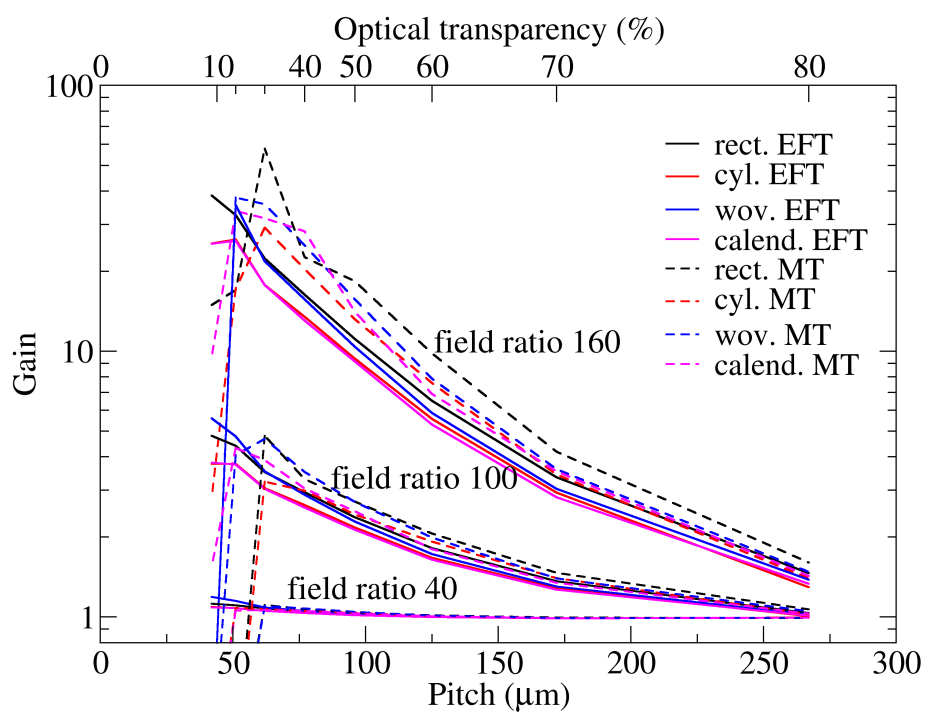 Optical transparency (%)
0 10 40 50 60 70 80
100
rect. EFT
cyl. EFT
wov. EFT
calend. EFT
rect. MT
cyl. MT
wov. MT
calend. MT
field ratio 160
10
Gain
field ratio 100
field ratio 40
1
0 50 100 150 200 250 300
Pitch (μm)